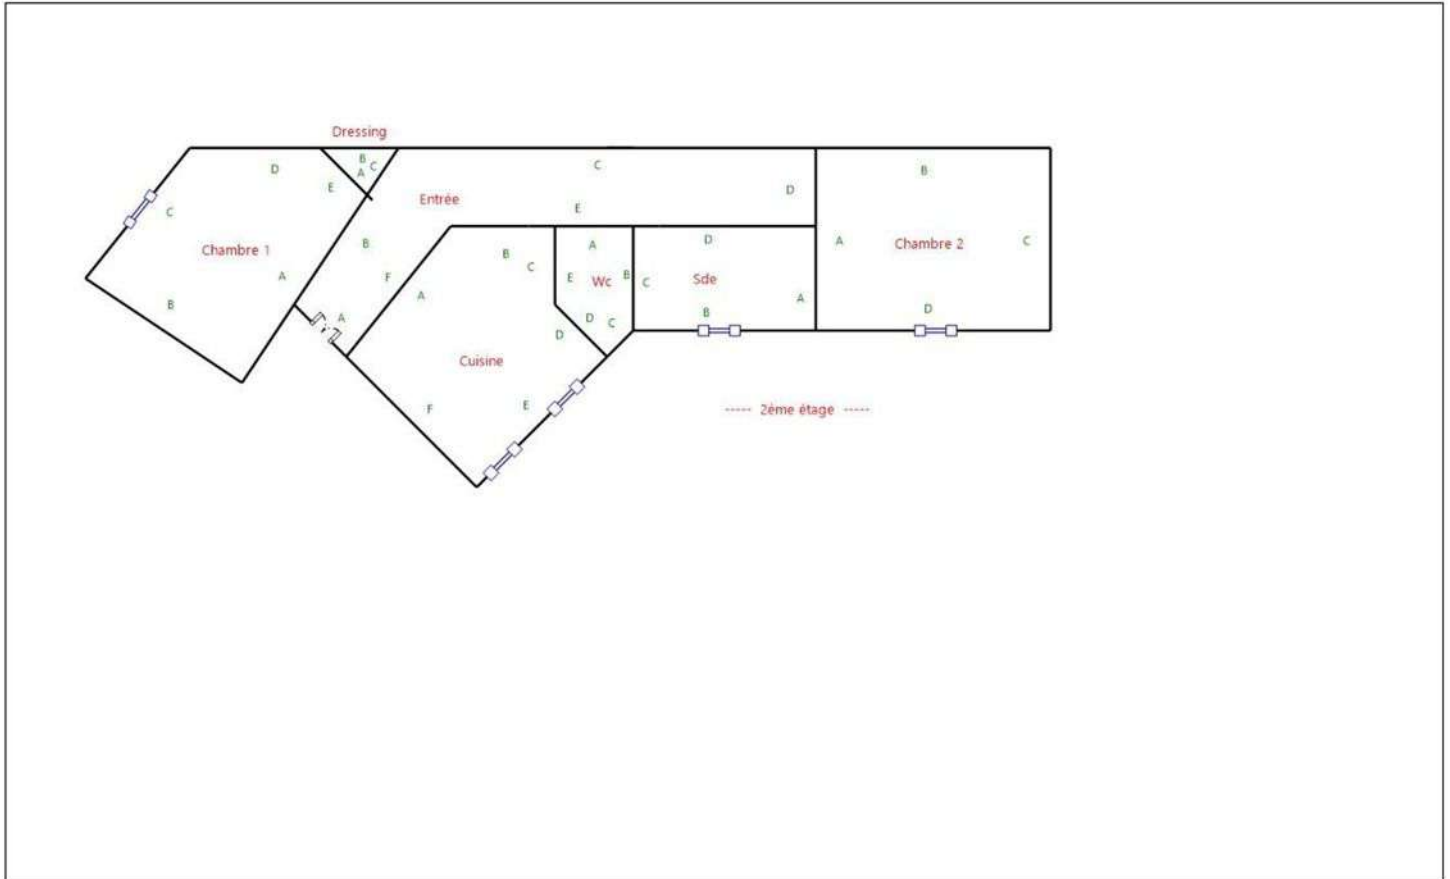 Dressing
B
D A C C
E D B
Entrée
C E
Chambre 1 B D A Chambre 2 C
B C A
A F E Wc B C Sde
A A
B A D C B D
D
Cuisine
F E
----- 2ème étage -----